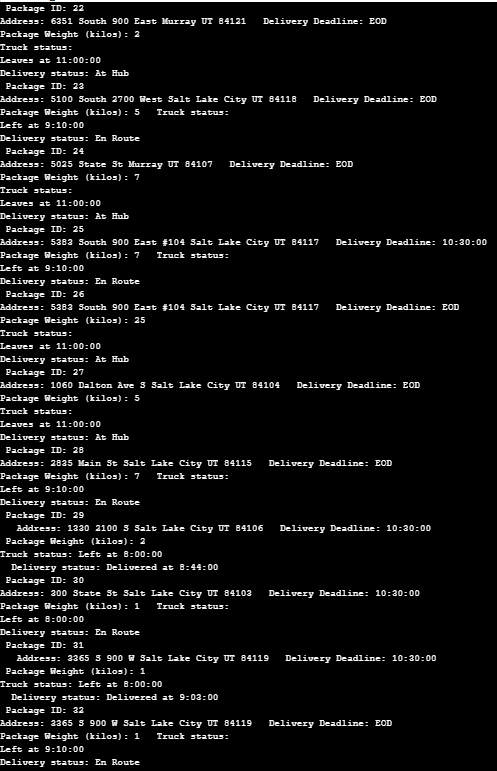 Package ID: 22
Address: 6351 South 900 East Murray UT 84121   Delivery Deadline: EOD
Package Weight (kilos): 2
Truck status:
Leaves at 11:00:00
Delivery status: At Hub
Package ID: 23
Address: 5100 South 2700 West Salt Lake City UT 84118   Delivery Deadline: EOD
Package Weight (kilos): 5   Truck status:
Left at 9:10:00
Delivery status: En Route
Package ID: 24
Address: 5025 State St Murray UT 84107   Delivery Deadline: EOD
Package Weight (kilos): 7
Truck status:
Leaves at 11:00:00
Delivery status: At Hub
Package ID: 25
Address: 5383 South 900 East #104 Salt Lake City UT 84117   Delivery Deadline: 10:30:00
Package Weight (kilos): 7   Truck status:
Left at 9:10:00
Delivery status: En Route
Package ID: 26
Address: 5383 South 900 East #104 Salt Lake City UT 84117   Delivery Deadline: EOD
Package Weight (kilos): 25
Truck status:
Leaves at 11:00:00
Delivery status: At Hub
Package ID: 27
Address: 1060 Dalton Ave S Salt Lake City UT 84104   Delivery Deadline: EOD
Package Weight (kilos): 5
Truck status:
Leaves at 11:00:00
Delivery status: At Hub
Package ID: 28
Address: 2835 Main St Salt Lake City UT 84115   Delivery Deadline: EOD
Package Weight (kilos): 7   Truck status:
Left at 9:10:00
Delivery status: En Route
Package ID: 29
Address: 1330 2100 S Salt Lake City UT 84106   Delivery Deadline: 10:30:00
Package Weight (kilos): 2
Truck status: Left at 8:00:00
Delivery status: Delivered at 8:44:00
Package ID: 30
Address: 300 State St Salt Lake City UT 84103   Delivery Deadline: 10:30:00
Package Weight (kilos): 1   Truck status:
Left at 8:00:00
Delivery status: En Route
Package ID: 31
Address: 3365 S 900 W Salt Lake City UT 84119   Delivery Deadline: 10:30:00
Package Weight (kilos): 1
Truck status: Left at 8:00:00
Delivery status: Delivered at 9:03:00
Package ID: 32
Address: 3365 S 900 W Salt Lake City UT 84119   Delivery Deadline: EOD
Package Weight (kilos): 1   Truck status:
Left at 9:10:00
Delivery status: En Route